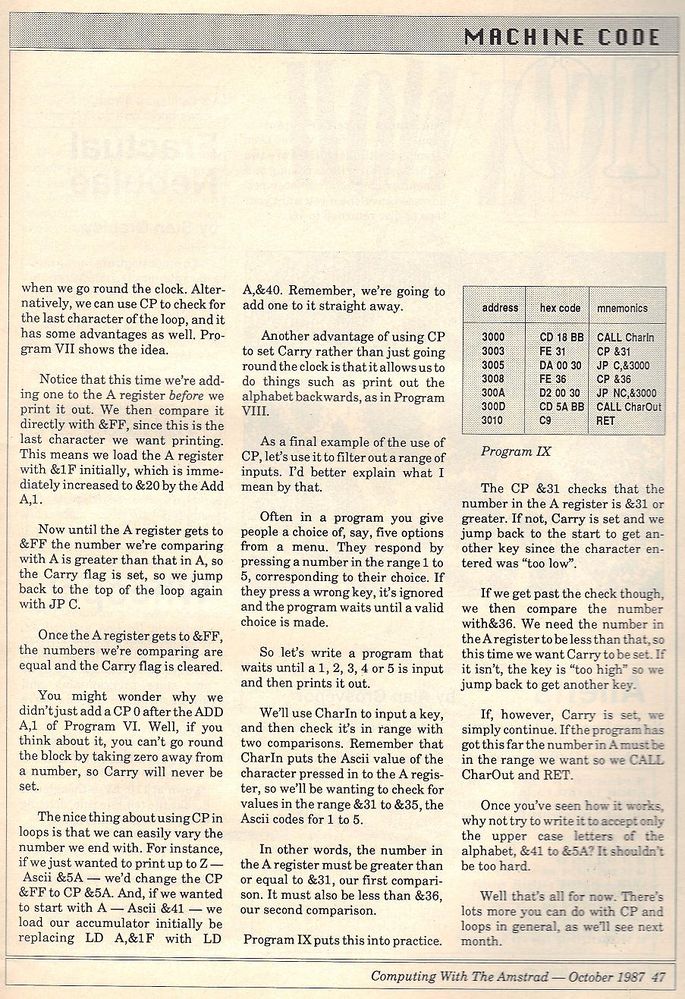 MACHINE CODE
when we go round the clock. Alter-
natively, we can use CP to check for
the last character of the loop, and it
has some advantages as well. Pro-
gram VII shows the idea.
Notice that this time we're add-
ing one to the A register before we
print it out. We then compare it
directly with &FF, since this is the
last character we want printing.
This means we load the A register
with &1F initially, which is imme-
diately increased to &20 by the Add
A,1.
Now until the A register gets to
&FF the number we're comparing
with A is greater than that in A, so
the Carry flag is set, so we jump
back to the top of the loop again
with JP C.
Once the A register gets to &FF,
the numbers we're comparing are
equal and the Carry flag is cleared.
You might wonder why we
didn't just add a CP 0 after the ADD
A,1 of Program VI. Well, if you
think about it, you can't go round
the block by taking zero away from
a number, so Carry will never be
set.
The nice thing about using CP in
loops is that we can easily vary the
number we end with. For instance,
if we just wanted to print up to Z —
Ascii &5A — we'd change the CP
&FF to CP &5A. And, if we wanted
to start with A — Ascii &41 — we
load our accumulator initially be
replacing LD A,&1F with LD
A,&40. Remember, we're going to
add one to it straight away.
Another advantage of using CP
to set Carry rather than just going
round the clock is that it allows us to
do things such as print out the
alphabet backwards, as in Program
VIII.
As a final example of the use of
CP, let's use it to filter out a range of
inputs. I'd better explain what I
mean by that.
Often in a program you give
people a choice of, say, five options
from a menu. They respond by
pressing a number in the range 1 to
5, corresponding to their choice. If
they press a wrong key, it's ignored
and the program waits until a valid
choice is made.
So let's write a program that
waits until a 1, 2, 3, 4 or 5 is input
and then prints it out.
We'll use CharIn to input a key,
and then check it's in range with
two comparisons. Remember that
CharIn puts the Ascii value of the
character pressed in to the A regis-
ter, so we'll be wanting to check for
values in the range &31 to &35, the
Ascii codes for 1 to 5.
In other words, the number in
the A register must be greater than
or equal to &31, our first compari-
son. It must also be less than &36,
our second comparison.
Program IX puts this into practice.
address hex code mnemonics
3000 CD 18 BB CALL CharIn
3003 FE 31 CP &31
3005 DA 00 30 JP C,&3000
3008 FE 36 CP &36
300A D2 00 30 JP NC,&3000
300D CD 5A BB CALL CharOut
3010 C9 RET
Program IX
The CP &31 checks that the
number in the A register is &31 or
greater. If not, Carry is set and we
jump back to the start to get an-
other key since the character en-
tered was "too low".
If we get past the check though,
we then compare the number
with&36. We need the number in
the A register to be less than that, so
this time we want Carry to be set. If
it isn't, the key is "too high" so we
jump back to get another key.
If, however, Carry is set, we
simply continue. If the program has
got this far the number in A must be
in the range we want so we CALL
CharOut and RET.
Once you've seen how it works,
why not try to write it to accept only
the upper case letters of the
alphabet, &41 to &5A? It shouldn't
be too hard.
Well that's all for now. There's
lots more you can do with CP and
loops in general, as we'll see next
month.
Computing With The Amstrad — October 1987 47